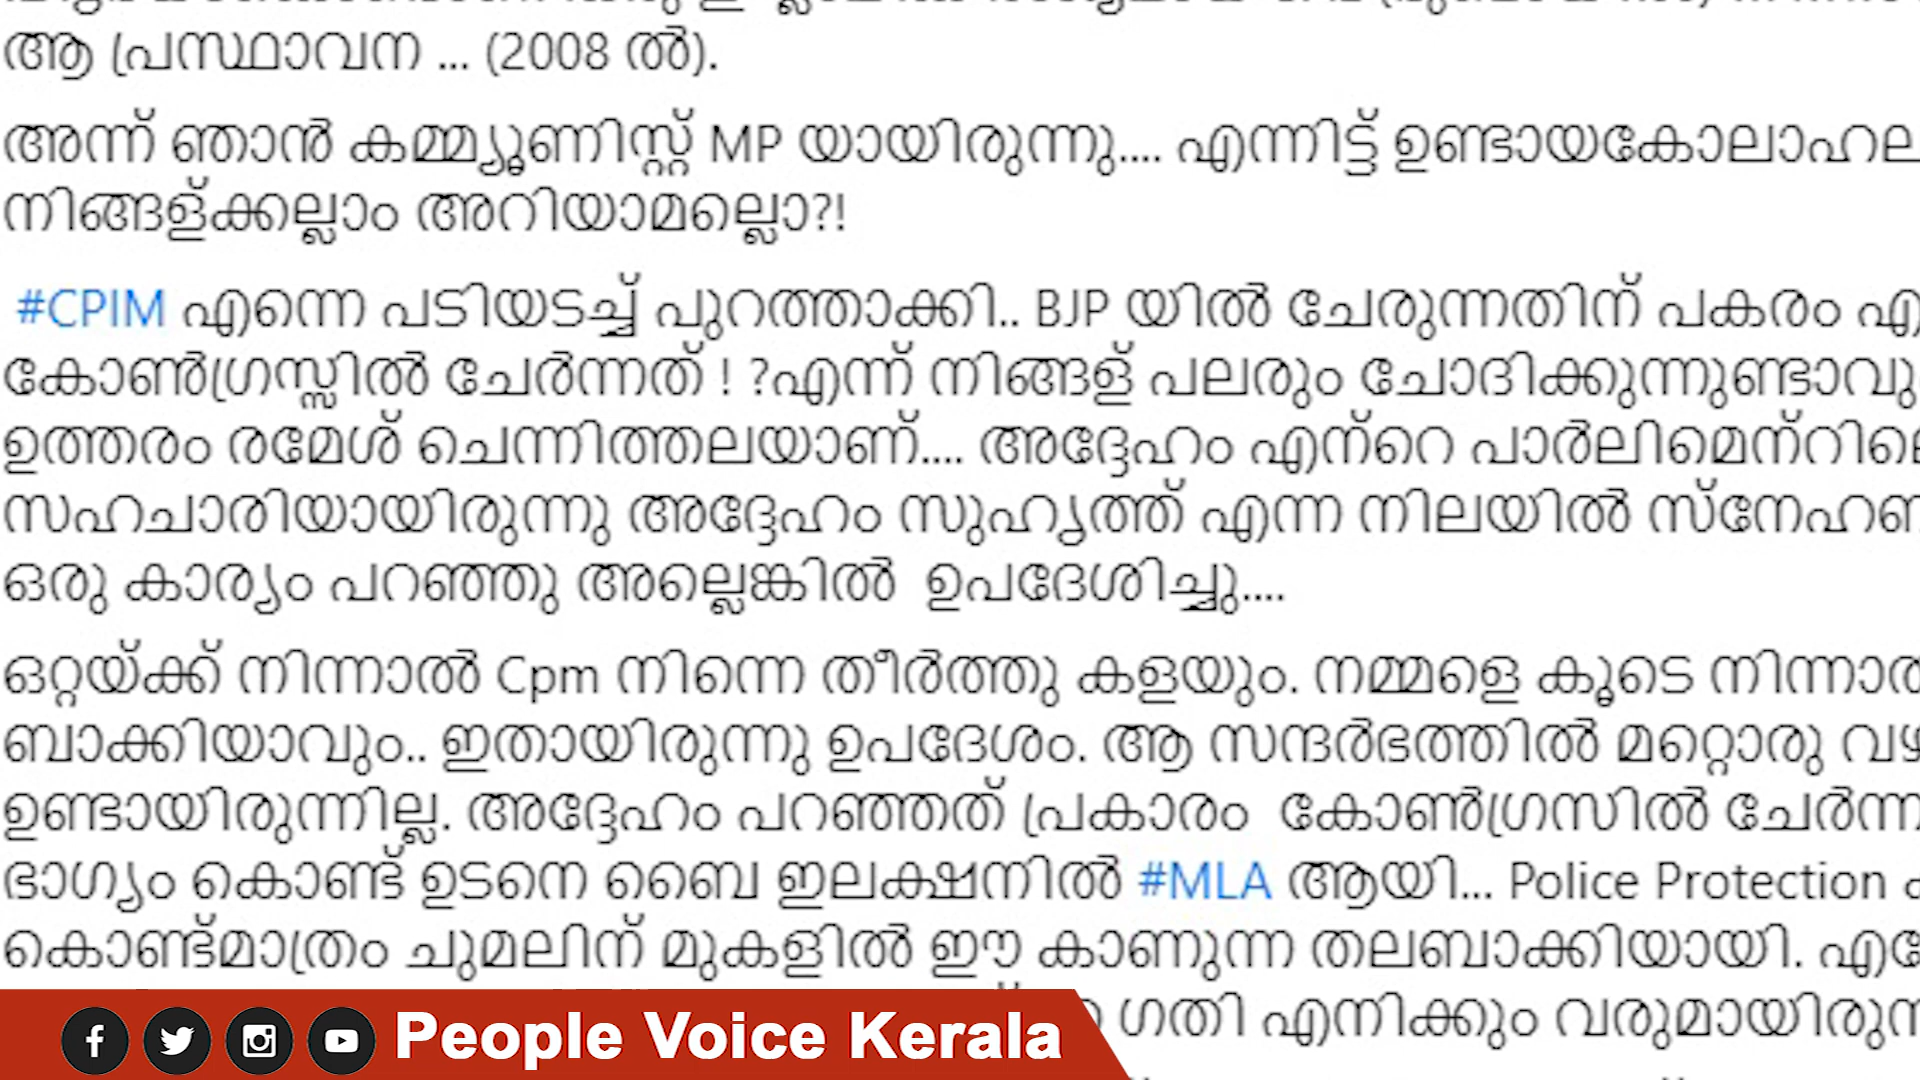 ആ പ്രസ്ഥാവന ... (2008 ൽ).
അന്ന് ഞാൻ കമ്മ്യൂണിസ്റ്റ് MP യായിരുന്നു.... എന്നിട്ട് ഉണ്ടായകോലാഹല
നിങ്ങള്ക്കല്ലാം അറിയാമല്ലൊ?!
#CPIM എന്നെ പടിയടച്ച് പുറത്താക്കി.. BJP യിൽ ചേരുന്നതിന് പകരം
കോൺഗ്രസ്സിൽ ചേർന്നത് ! ?എന്ന് നിങ്ങള് പലരും ചോദിക്കുന്നുണ്ടാവു
ഉത്തരം രമേശ് ചെന്നിത്തലയാണ്.... അദ്ദേഹം എന്റെ പാർലിമെന്റിലെ
സഹചാരിയായിരുന്നു അദ്ദേഹം സുഹൃത്ത് എന്ന നിലയിൽ
ഒരു കാര്യം പറഞ്ഞു അല്ലെങ്കിൽ ഉപദേശിച്ചു....
ഒറ്റയ്ക്ക് നിന്നാൽ Cpm നിന്നെ തീർത്തു കളയും. നമ്മളെ കൂടെ
ബാക്കിയാവും.. ഇതായിരുന്നു ഉപദേശം. ആ സന്ദർഭത്തിൽ മറ്റൊരു
ഉണ്ടായിരുന്നില്ല. അദ്ദേഹം പറഞ്ഞത് പ്രകാരം കോൺഗ്രസിൽ
ഭാഗ്യം കൊണ്ട് ഉടനെ ബൈ ഇലക്ഷനിൽ #MLA ആയി... Police Protection
കൊണ്ട്മാത്രം ചുമലിന് മുകളിൽ ഈ കാണുന്ന തലബാക്കിയായി.
ഗതി എനിക്കും
People Voice Kerala